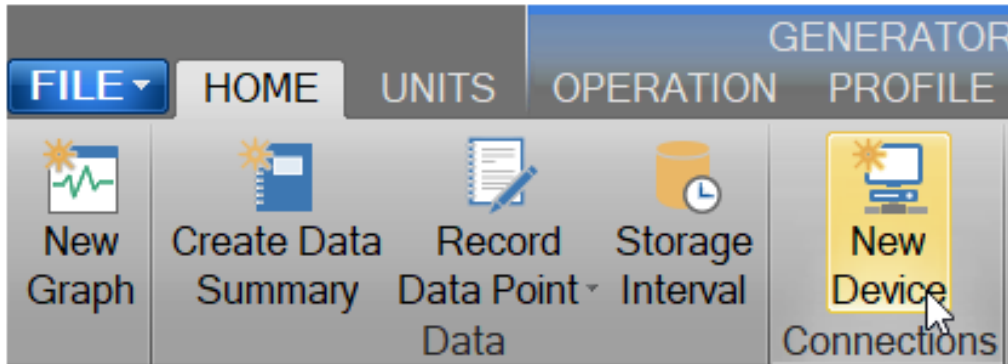 GENERATOR
FILE HOME UNITS OPERATION PROFILE
New Graph
Create Data Summary
Record Data Point
Storage Interval
New Device
Data Connections